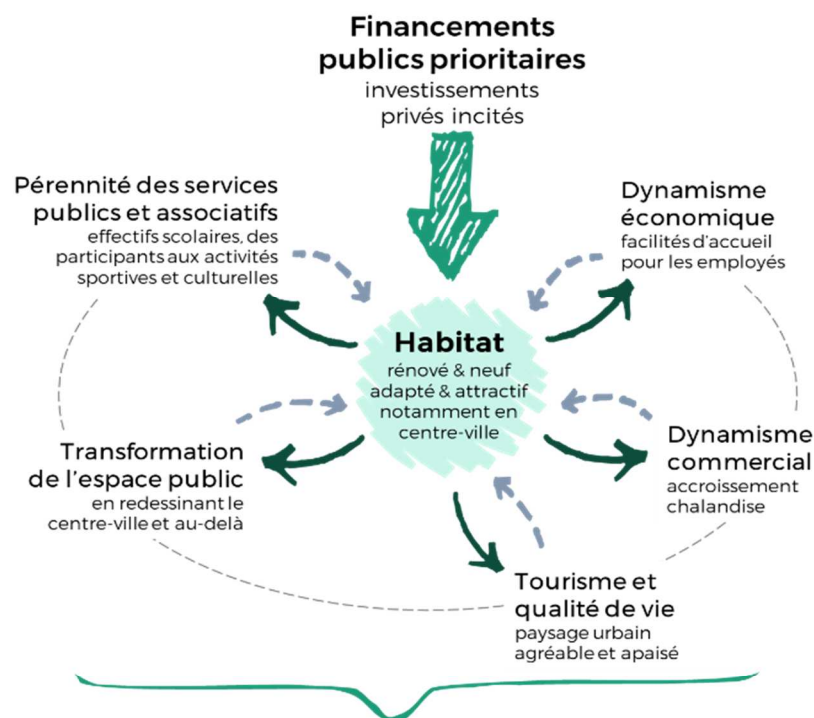 Financements
publics prioritaires
investissements
privés incités
Pérennité des services
publics et associatifs
effectifs scolaires, des
participants aux activités
sportives et culturelles
Dynamisme
économique
facilités d'accueil
pour les employés
Habitat
rénové & neuf
adapté & attractif
notamment en
centre-ville
Transformation
de l'espace public
en redessinant le
centre-ville et au-delà
Dynamisme
commercial
accroissement
chalandise
Tourisme et
qualité de vie
paysage urbain
agréable et apaisé